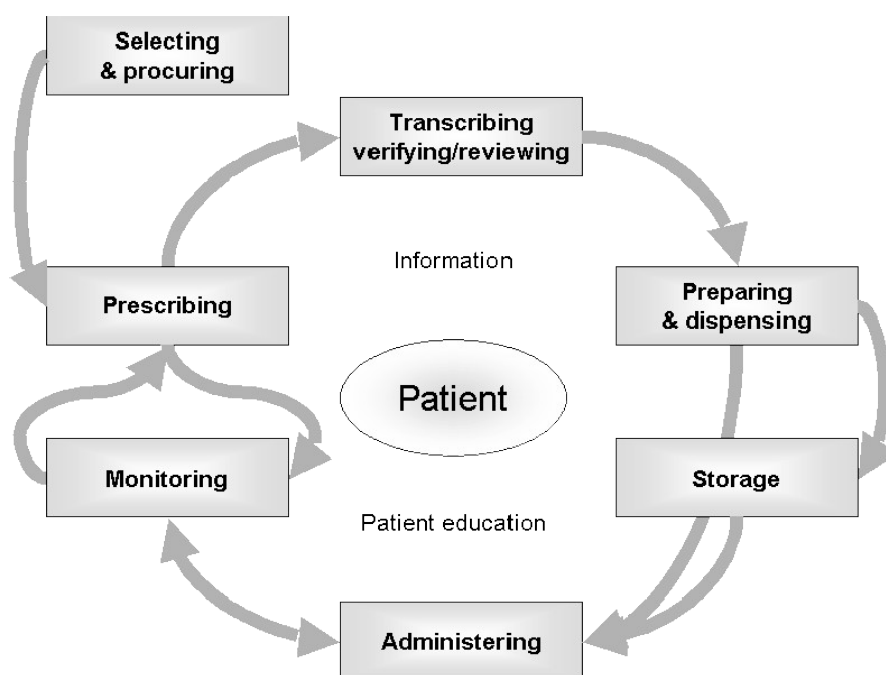 Selecting
& procuring
Transcribing
verifying/reviewing
Information
Prescribing
Preparing
& dispensing
Patient
Monitoring
Storage
Patient education
Administering